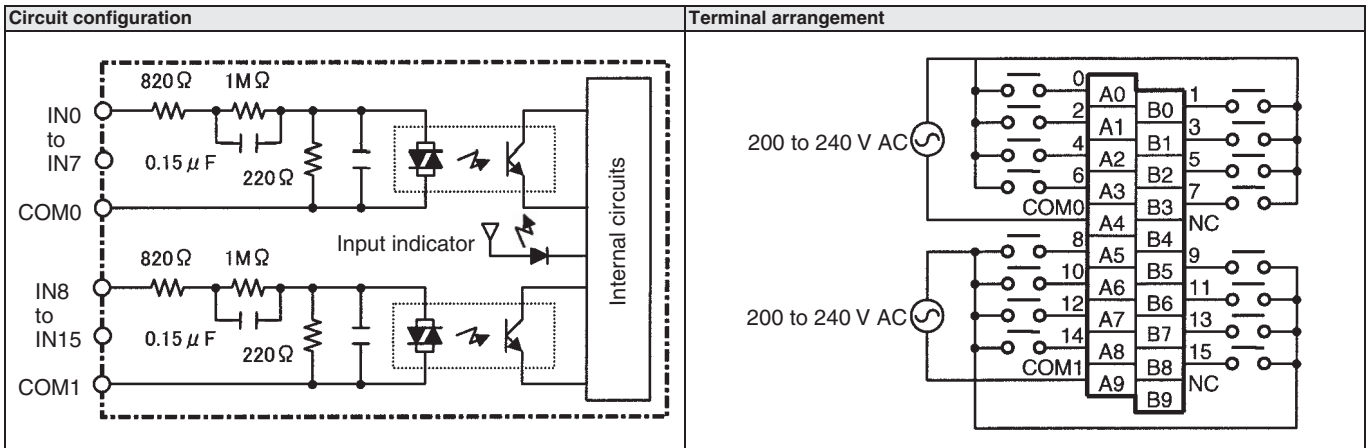 Circuit configuration
820Ω 1MΩ
IN0
to
IN7
0.15 μ F
220Ω
COM0
Input indicator
820Ω 1MΩ
IN8
to
IN15
0.15 μ F
220Ω
COM1
Internal circuits
Terminal arrangement
200 to 240 V AC
200 to 240 V AC
0
A0
1
B0
2
A1
3
B1
4
A2
5
B2
6
A3
7
B3
COM0
A4
NC
B4
8
A5
9
B5
10
A6
11
B6
12
A7
13
B7
14
A8
15
B8
COM1
A9
NC
B9